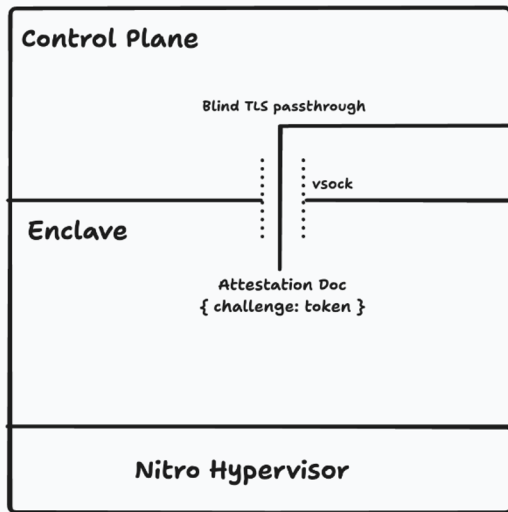 Control Plane
Blind TLS passthrough
vsock
Enclave
Attestation Doc
{ challenge: token }
Nitro Hypervisor